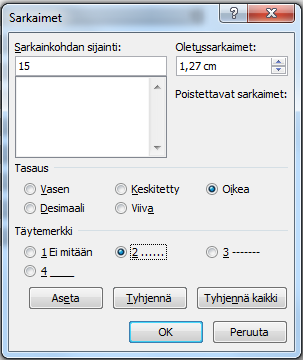 Sarkaimet
Sarkainkohdan sijainti: Oletussarkaimet:
15 1,27 cm
Poistettavat sarkaimet:
Tasaus
Vasen Keskitetty Oikea
Desimaali Viiva
Täytemerkki
1 Ei mitään 2 ...... 3 -------
4 ____
Aseta Tyhjennä Tyhjennä kaikki
OK Peruuta